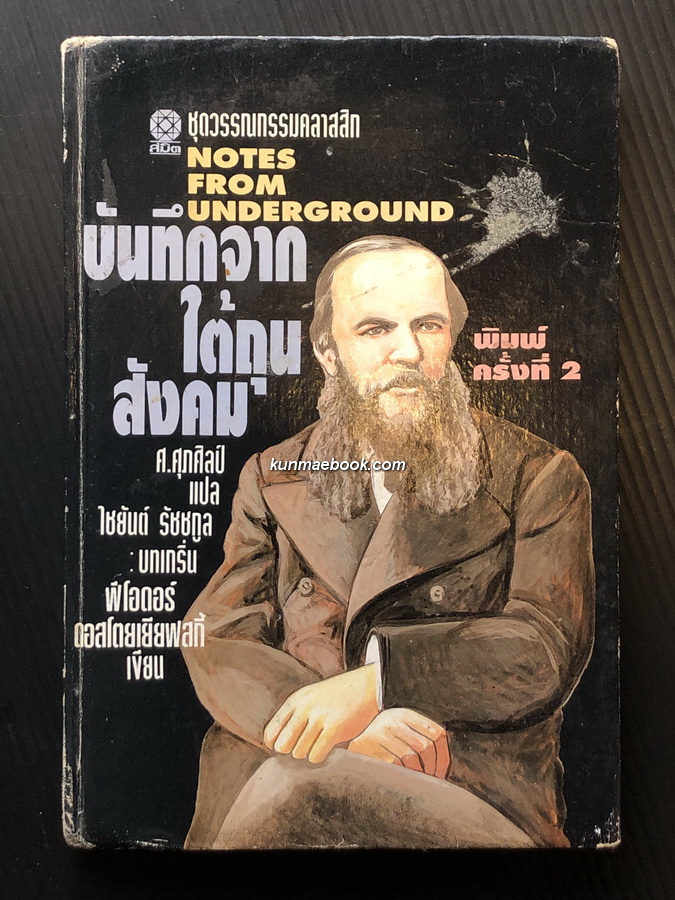 ชุดวรรณกรรมคลาสสิก
สมิต
NOTES
FROM
UNDERGROUND
บันทึกจาก
ใต้ถุน
สังคม
พิมพ์
ครั้งที่ 2
ศ.ศุภศิลป์
แปล
ไชยันต์ รัชชกูล
: บทเกริ่น
ฟีโอดอร์
ดอสโตยเยียฟสกี้
เขียน
kunmaebook.com